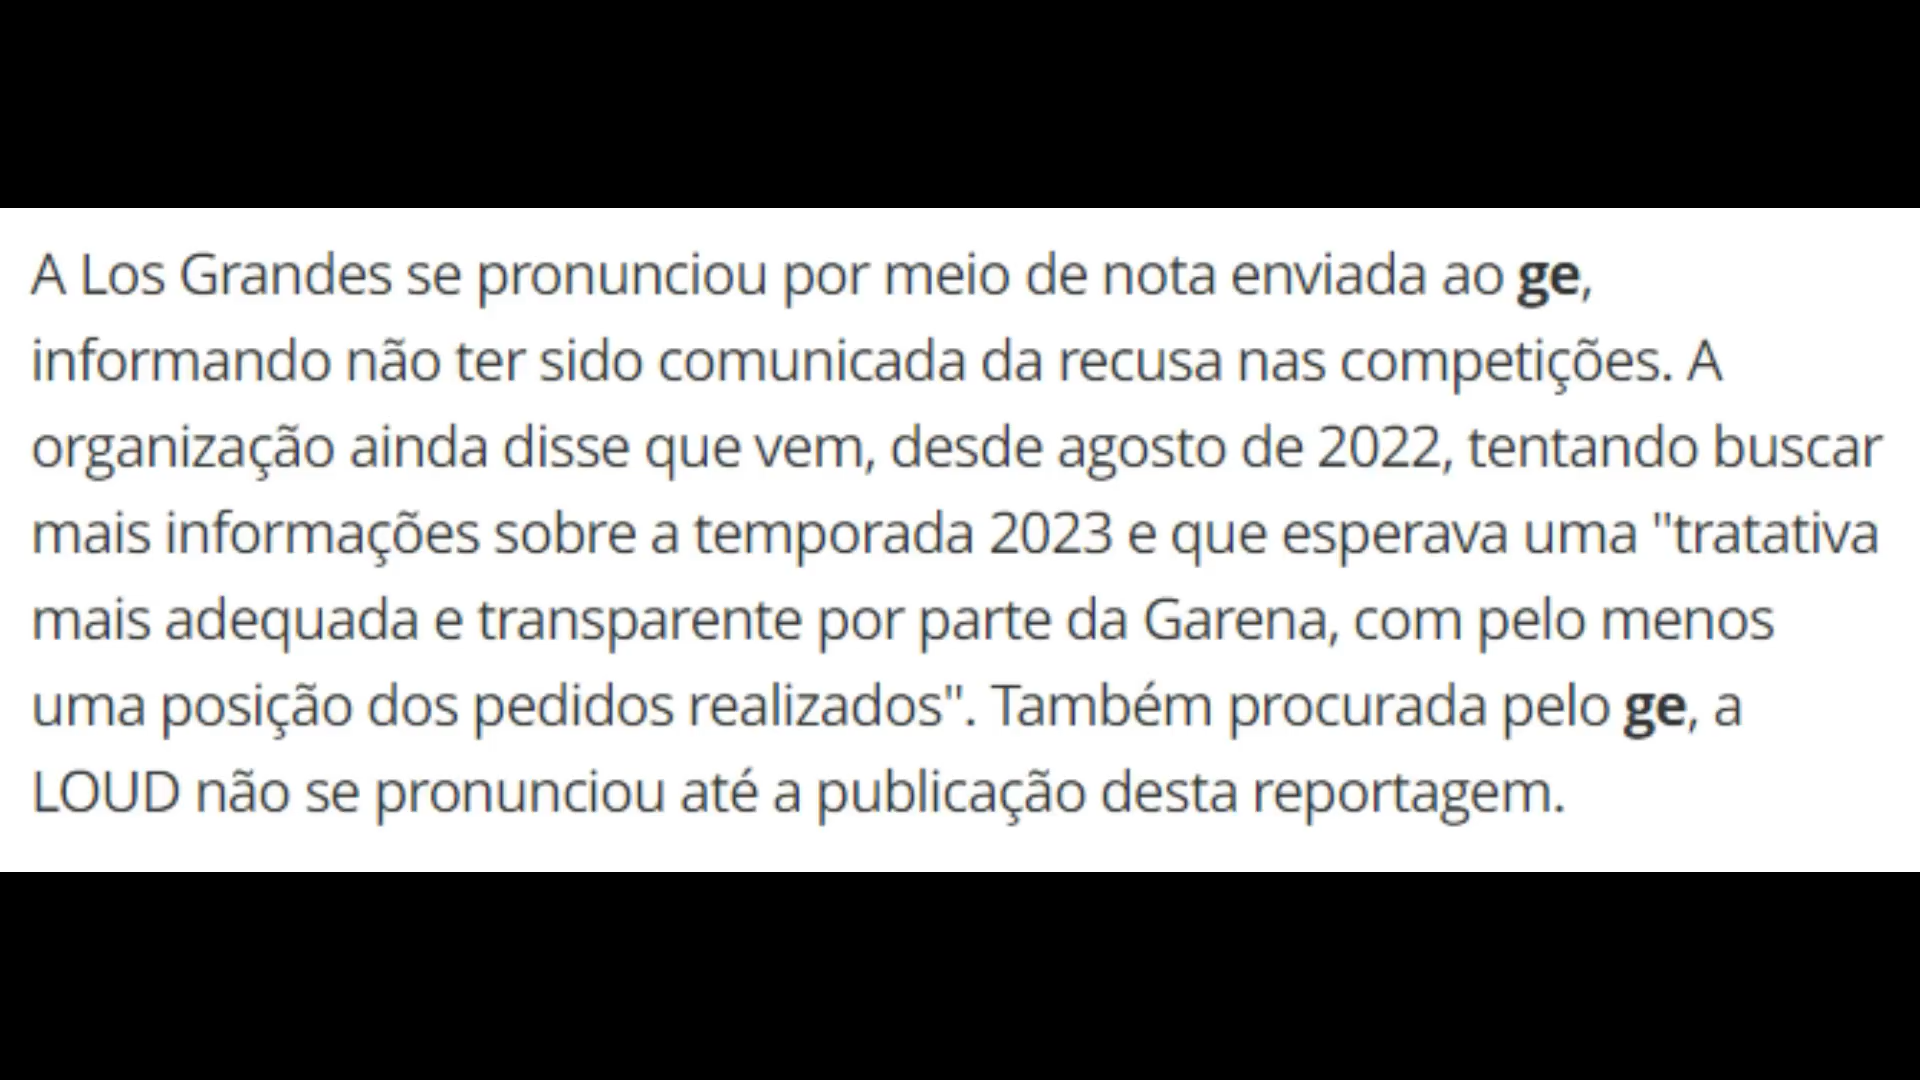 A Los Grandes se pronunciou por meio de nota enviada ao ge,
informando não ter sido comunicada da recusa nas competições. A
organização ainda disse que vem, desde agosto de 2022, tentando buscar
mais informações sobre a temporada 2023 e que esperava uma "tratativa
mais adequada e transparente por parte da Garena, com pelo menos
uma posição dos pedidos realizados". Também procurada pelo ge, a
LOUD não se pronunciou até a publicação desta reportagem.